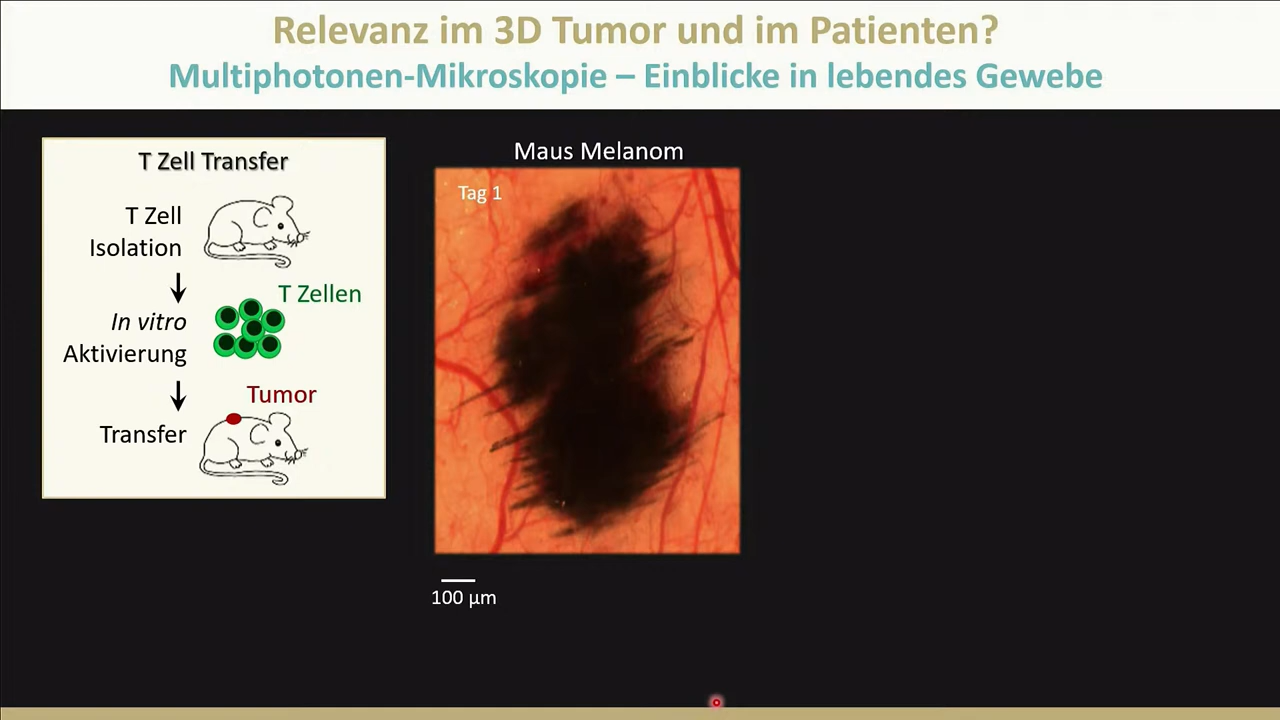 Relevanz im 3D Tumor und im Patienten?
Multiphotonen-Mikroskopie – Einblicke in lebendes Gewebe
T Zell Transfer
T Zell
Isolation
T Zellen
In vitro
Aktivierung
Tumor
Transfer
Maus Melanom
Tag 1
100 µm